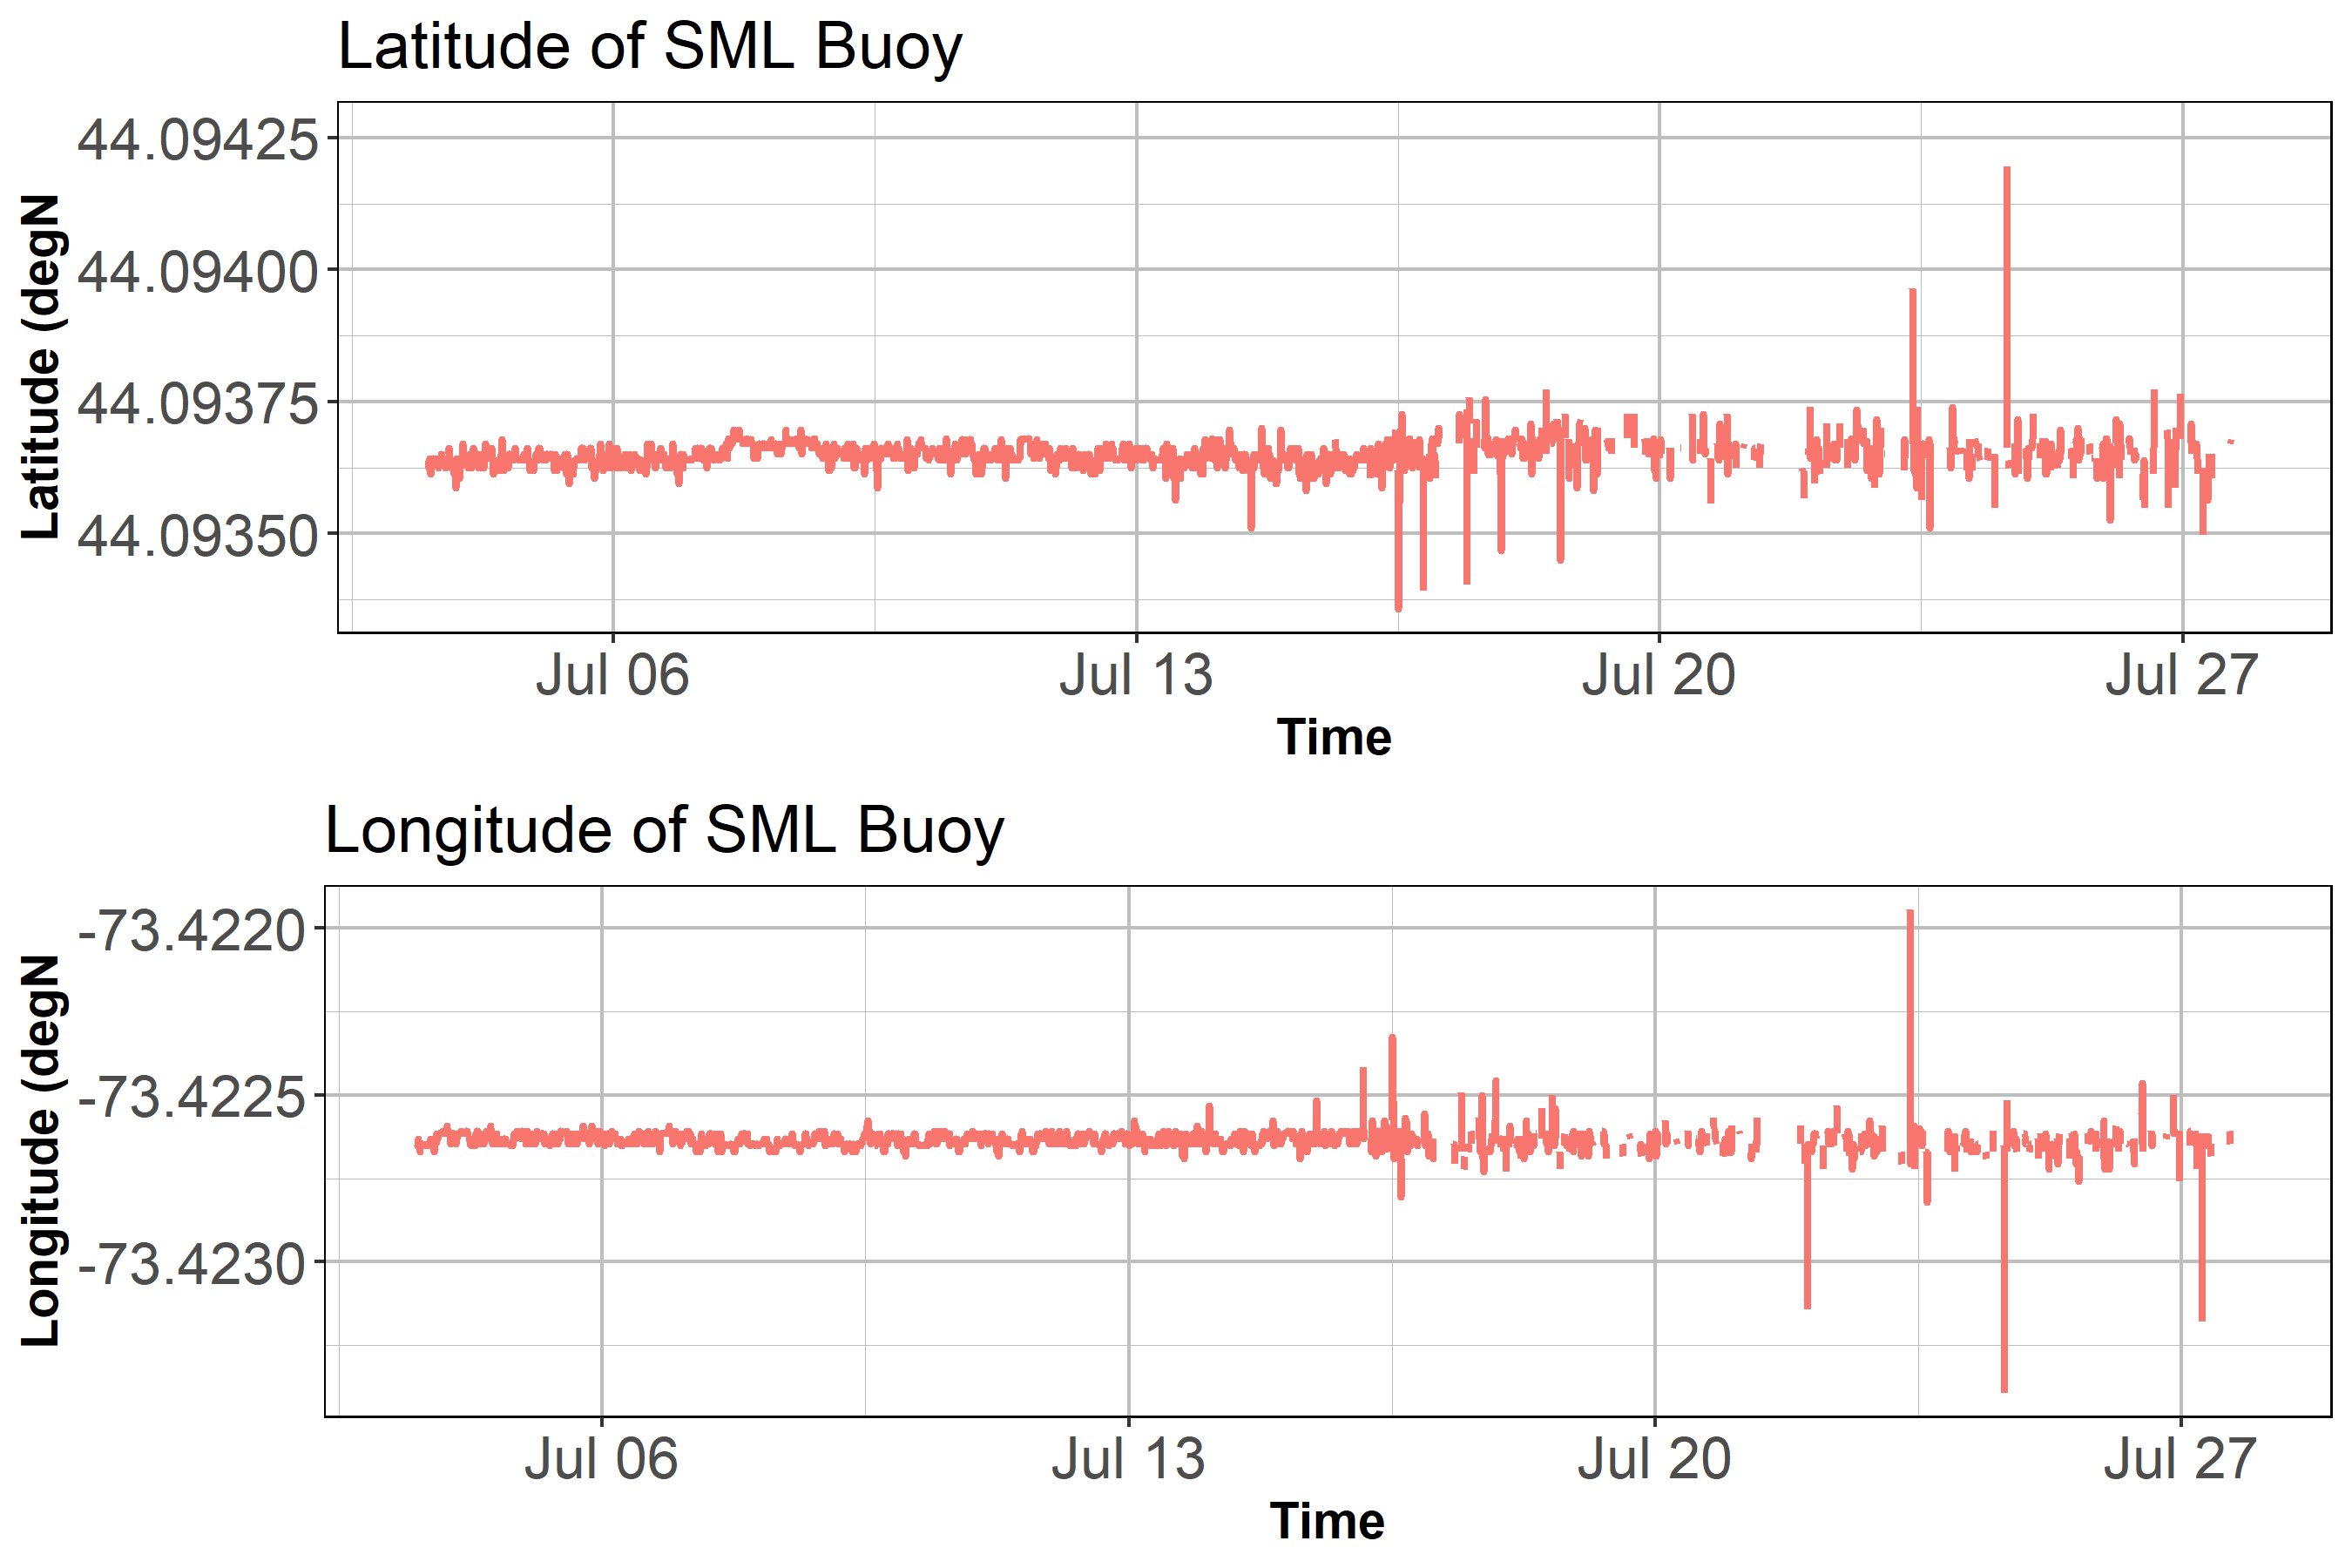 Latitude of SML Buoy
Latitude (degN
44.09425
44.09400
44.09375
44.09350
Jul 06 Jul 13 Jul 20 Jul 27
Time
Longitude of SML Buoy
Longitude (degN
-73.4220
-73.4225
-73.4230
Jul 06 Jul 13 Jul 20 Jul 27
Time